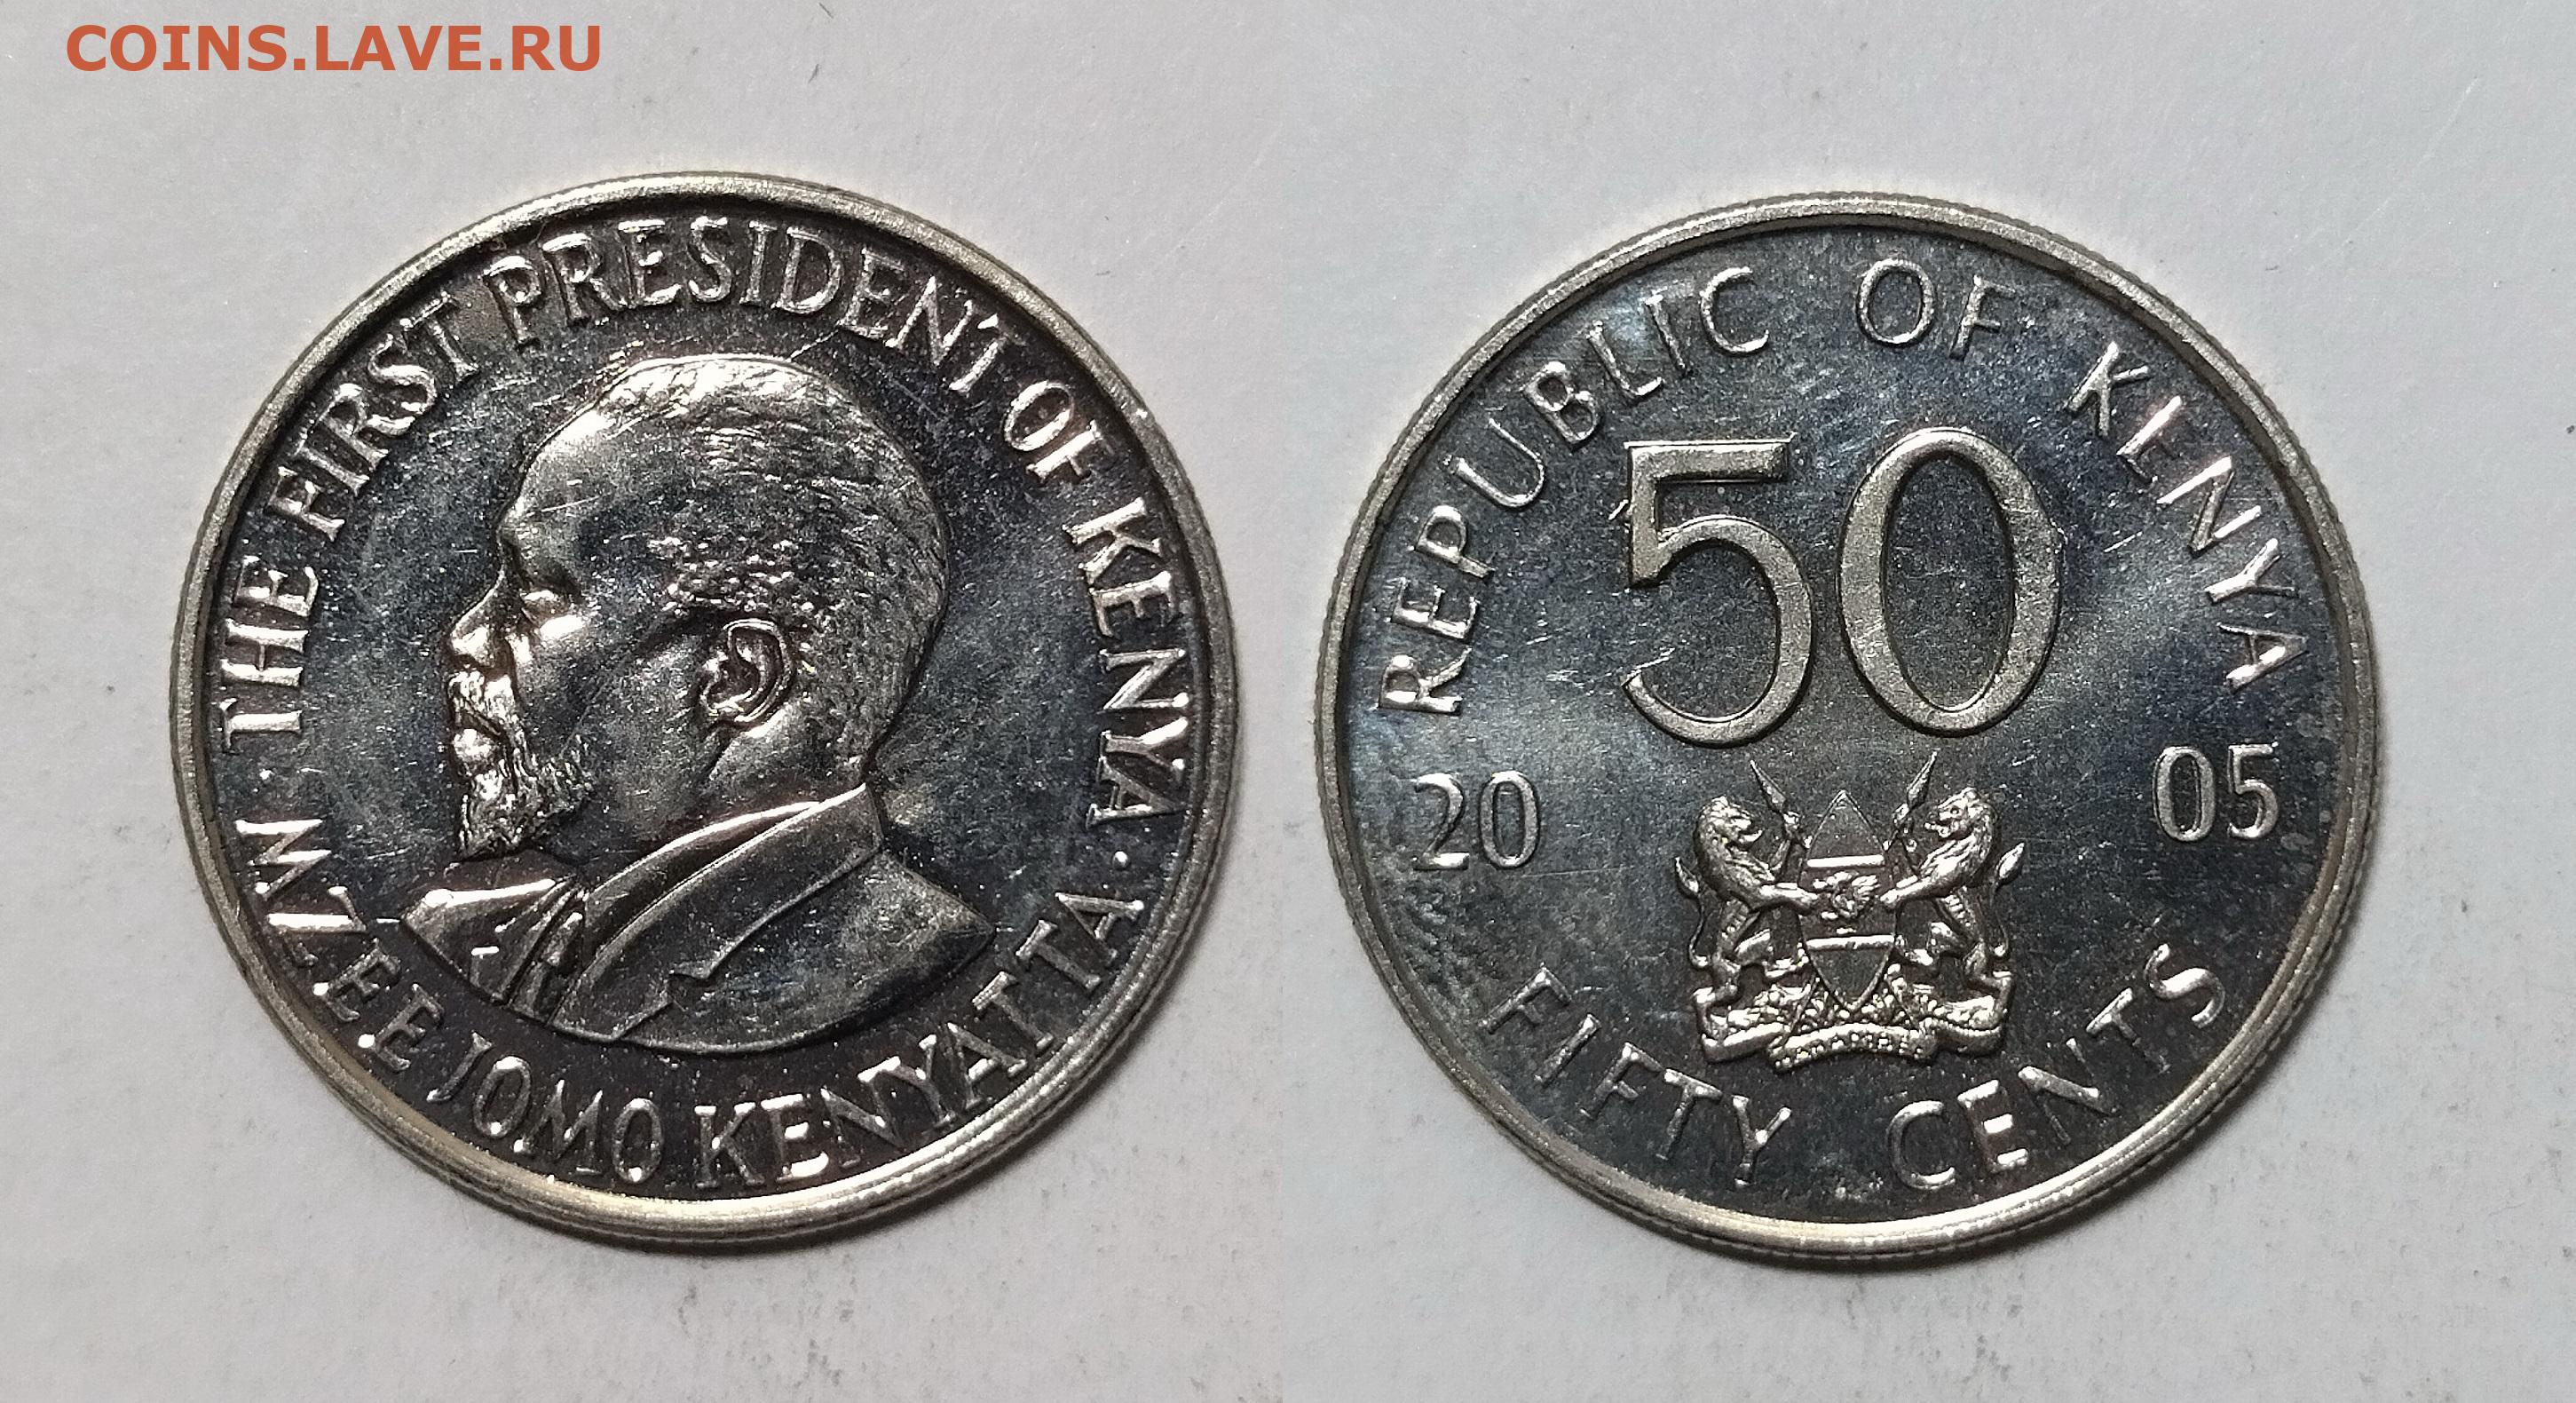 COINS.LAVE.RU
THE FIRST PRESIDENT OF KENYA ·
MZEE JOMO KENYATTA ·
REPUBLIC OF KENYA
50
20 05
HARAMBEE
FIFTY CENTS